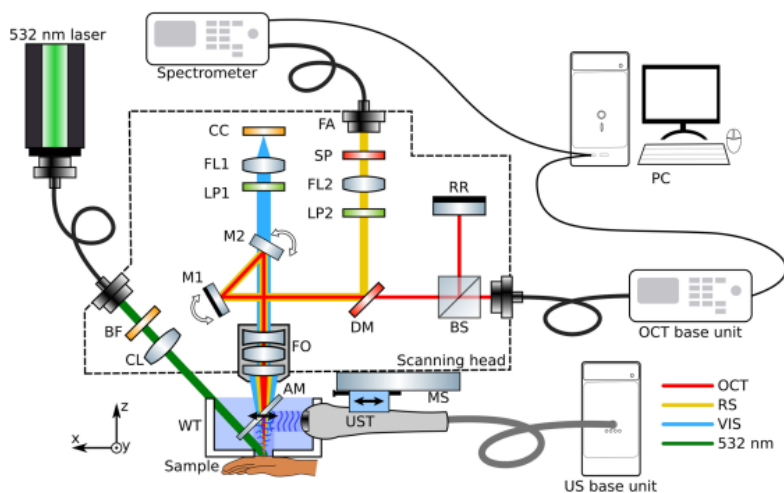 532 nm laser
Spectrometer
CC
FA
FL1
SP
LP1
FL2
LP2
RR
PC
M2
M1
DM
BS
OCT base unit
BF
CL
FO
Scanning head
AM
MS
WT
UST
Sample
z
x
y
OCT
RS
VIS
532 nm
US base unit